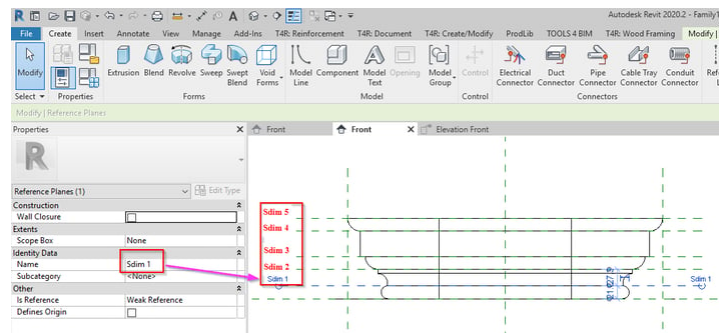 Autodesk Revit 2020.2 - Family
File Create Insert Annotate View Manage Add-Ins T4R: Reinforcement T4R: Document T4R: Create/Modify ProdLib TOOLS 4 BIM T4R: Wood Framing Modify |
Modify Extrusion Blend Revolve Sweep Swept Blend Void Forms Model Line Component Model Text Opening Model Group Control Electrical Connector Duct Connector Pipe Connector Cable Tray Connector Conduit Connector
Select Properties Forms Model Control Connectors
Modify | Reference Planes
Properties Front Front Elevation Front
Reference Planes (1) Edit Type
Construction
Wall Closure
Extents
Scope Box None
Identity Data
Name Sdim 1
Subcategory <None>
Other
Is Reference Weak Reference
Defines Origin
Sdim 5
Sdim 4
Sdim 3
Sdim 2
Sdim 1
Sdim 1